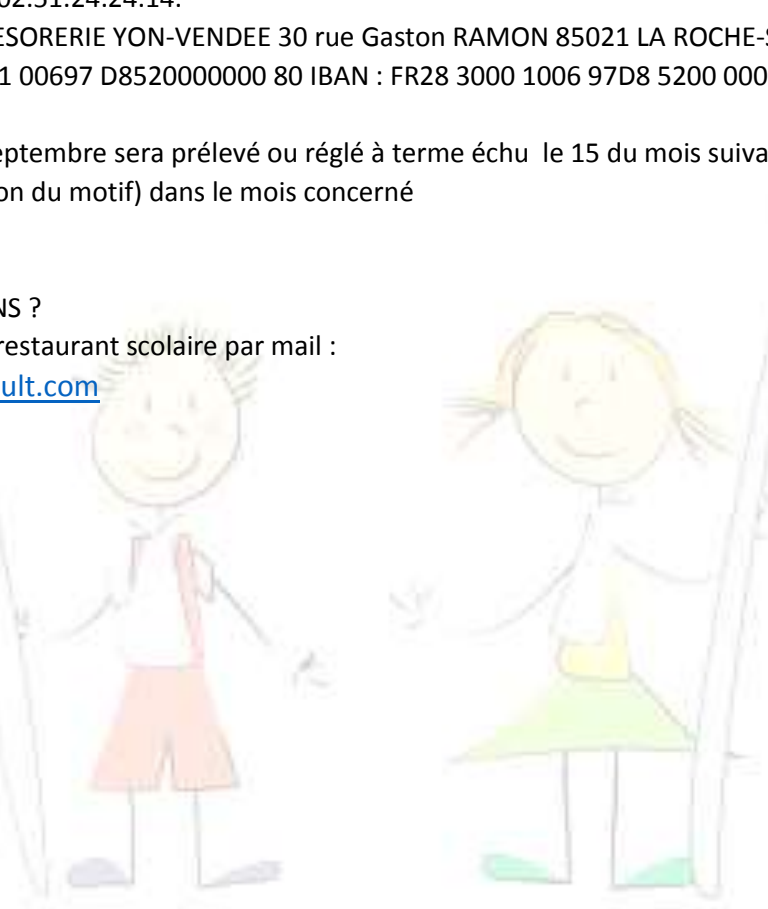 02.51.24.24.14.
ESORERIE YON-VENDEE 30 rue Gaston RAMON 85021 LA ROCHE-S
1 00697 D8520000000 80 IBAN : FR28 3000 1006 97D8 5200 000
eptembre sera prélevé ou réglé à terme échu le 15 du mois suiva
on du motif) dans le mois concerné
NS ?
restaurant scolaire par mail :
ult.com